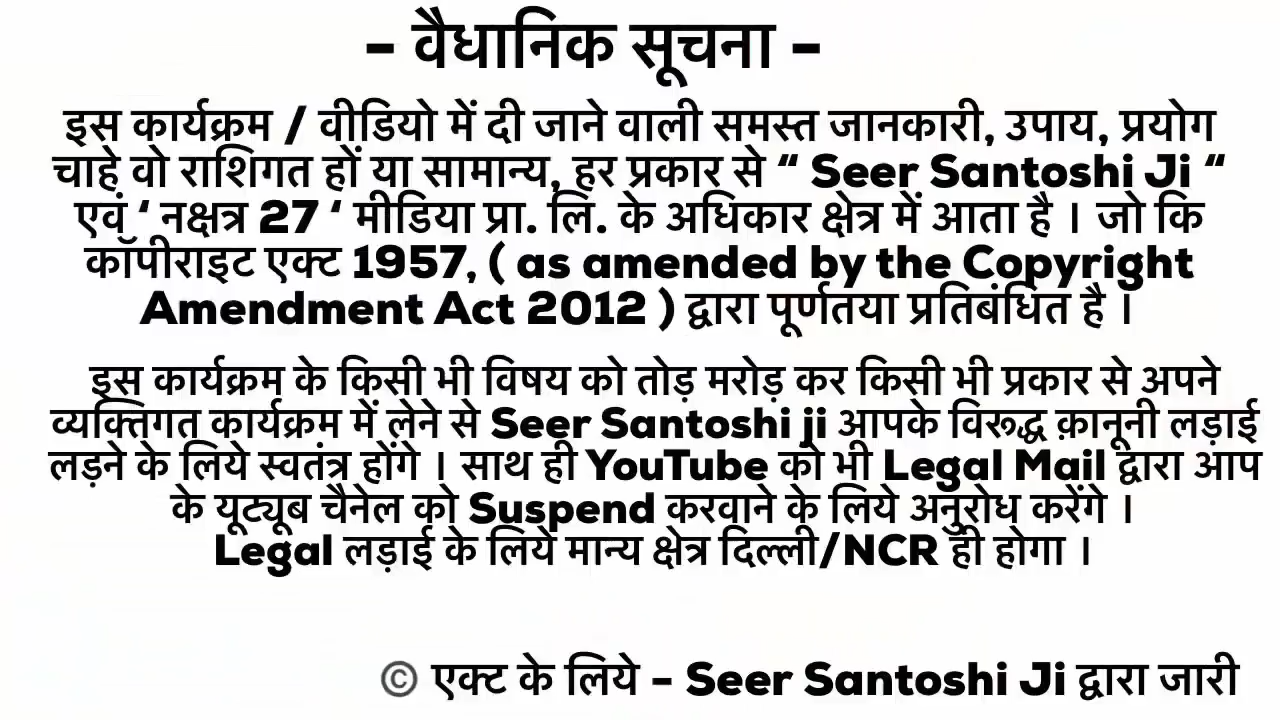 - वैधानिक सूचना -
इस कार्यक्रम / वीडियो में दी जाने वाली समस्त जानकारी, उपाय, प्रयोग
चाहे वो राशिगत हों या सामान्य, हर प्रकार से “ Seer Santoshi Ji “
एवं ‘ नक्षत्र 27 ‘ मीडिया प्रा. लि. के अधिकार क्षेत्र में आता है । जो कि
कॉपीराइट एक्ट 1957, ( as amended by the Copyright
Amendment Act 2012 ) द्वारा पूर्णतया प्रतिबंधित है ।
इस कार्यक्रम के किसी भी विषय को तोड़ मरोड़ कर किसी भी प्रकार से अपने
व्यक्तिगत कार्यक्रम में लेने से Seer Santoshi ji आपके विरूद्ध क़ानूनी लड़ाई
लड़ने के लिये स्वतंत्र होंगे । साथ ही YouTube को भी Legal Mail द्वारा आप
के यूट्यूब चैनेल को Suspend करवाने के लिये अनुरोध करेंगे ।
Legal लड़ाई के लिये मान्य क्षेत्र दिल्ली/NCR ही होगा ।
© एक्ट के लिये - Seer Santoshi Ji द्वारा जारी